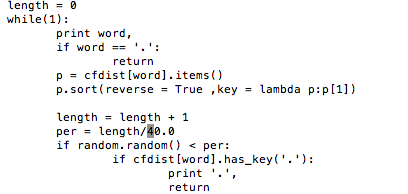 length = 0
while(1):
        print word,
        if word == '.':
                return
        p = cfdist[word].items()
        p.sort(reverse = True ,key = lambda p:p[1])

        length = length + 1
        per = length/40.0
        if random.random() < per:
                if cfdist[word].has_key('.'):
                        print '.',
                        return